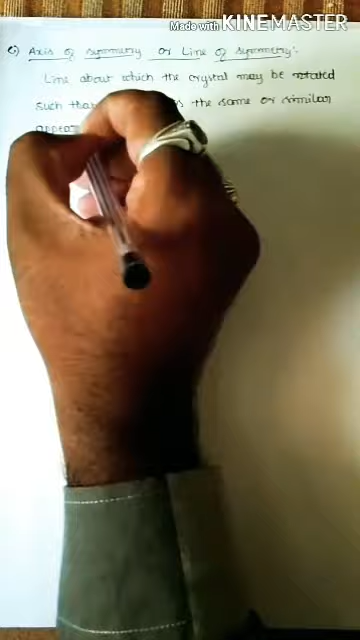 Made with KINEMASTER
c) Axis of symmetry or Line of symmetry:
Line about which the crystal may be rotated
such that the same or similar
appear